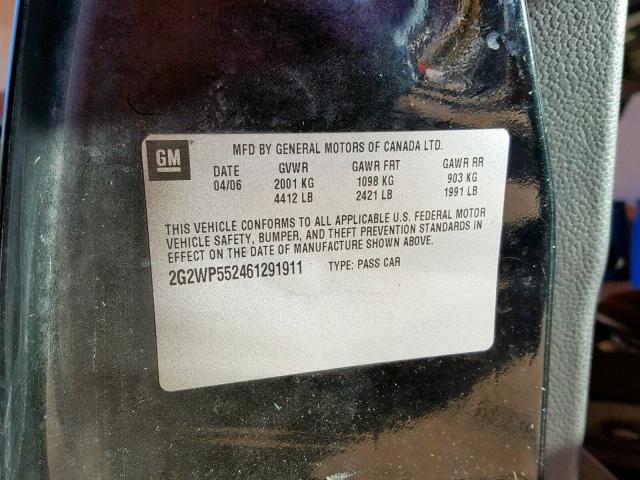 GM
MFD BY GENERAL MOTORS OF CANADA LTD.
DATE GVWR GAWR FRT GAWR RR
04/06 2001 KG 1098 KG 903 KG
4412 LB 2421 LB 1991 LB
THIS VEHICLE CONFORMS TO ALL APPLICABLE U.S. FEDERAL MOTOR
VEHICLE SAFETY, BUMPER, AND THEFT PREVENTION STANDARDS IN
EFFECT ON THE DATE OF MANUFACTURE SHOWN ABOVE.
2G2WP552461291911 TYPE: PASS CAR